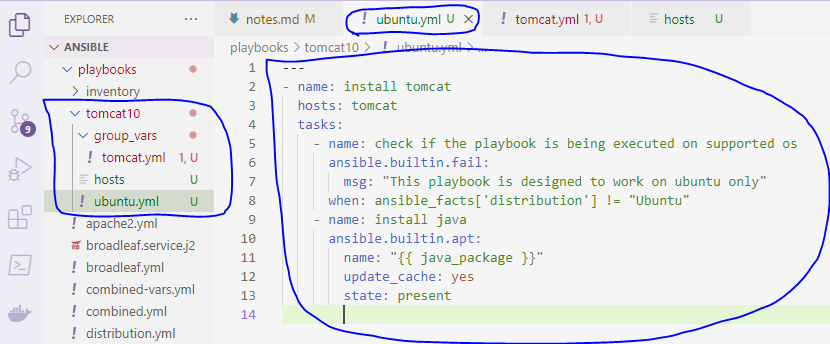 EXPLORER
ANSIBLE
playbooks
inventory
tomcat10
group_vars
tomcat.yml 1, U
hosts U
ubuntu.yml U
apache2.yml
broadleaf.service.j2
broadleaf.yml
combined-vars.yml
combined.yml
distribution.yml
9
notes.md M
ubuntu.yml U
tomcat.yml 1, U
hosts U
playbooks > tomcat10 > ubuntu.yml > ...
1 ---
2 - name: install tomcat
3 hosts: tomcat
4 tasks:
5 - name: check if the playbook is being executed on supported os
6 ansible.builtin.fail:
7 msg: "This playbook is designed to work on ubuntu only"
8 when: ansible_facts['distribution'] != "Ubuntu"
9 - name: install java
10 ansible.builtin.apt:
11 name: "{{ java_package }}"
12 update_cache: yes
13 state: present
14